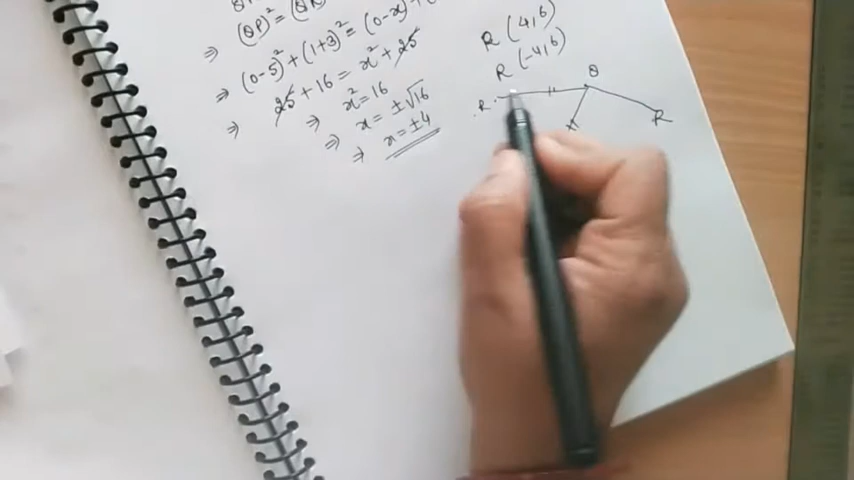 (QP)² = (QR
⇒ (0-5)² + (1+3)² = (0-x)² +
⇒ 25 + 16 = x² + 25
⇒ x² = 16
⇒ x = ±√16
⇒ x = ±4
R (4,6)
R (-4,6)
Q
R
R